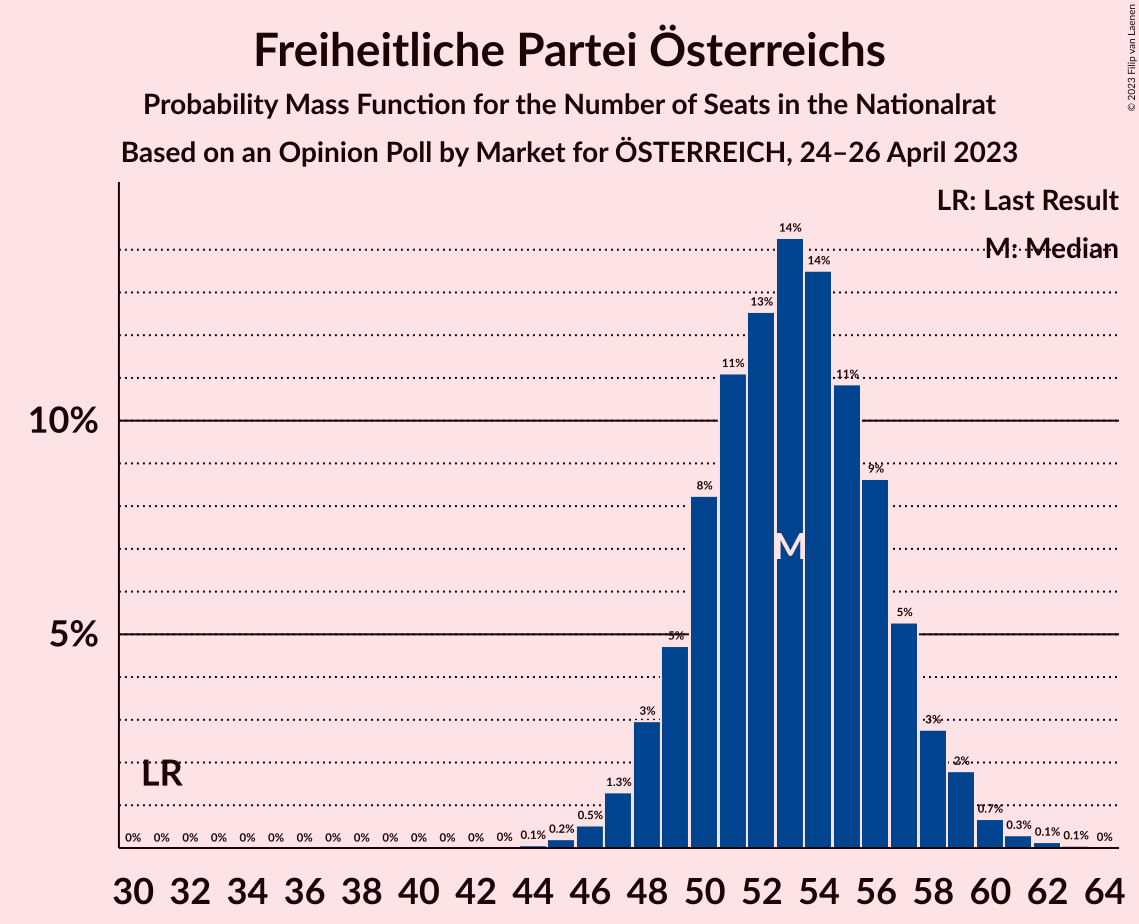 Freiheitliche Partei Österreichs
Probability Mass Function for the Number of Seats in the Nationalrat
Based on an Opinion Poll by Market for ÖSTERREICH, 24–26 April 2023
© 2023 Filip van Laenen
LR: Last Result
M: Median
10%
5%
0% 0% 0% 0% 0% 0% 0% 0% 0% 0% 0% 0% 0% 0% 0.1% 0.2% 0.5% 1.3% 3% 5% 8% 11% 13% 14% 14% 11% 9% 5% 3% 2% 0.7% 0.3% 0.1% 0.1% 0%
M
LR
30 32 34 36 38 40 42 44 46 48 50 52 54 56 58 60 62 64